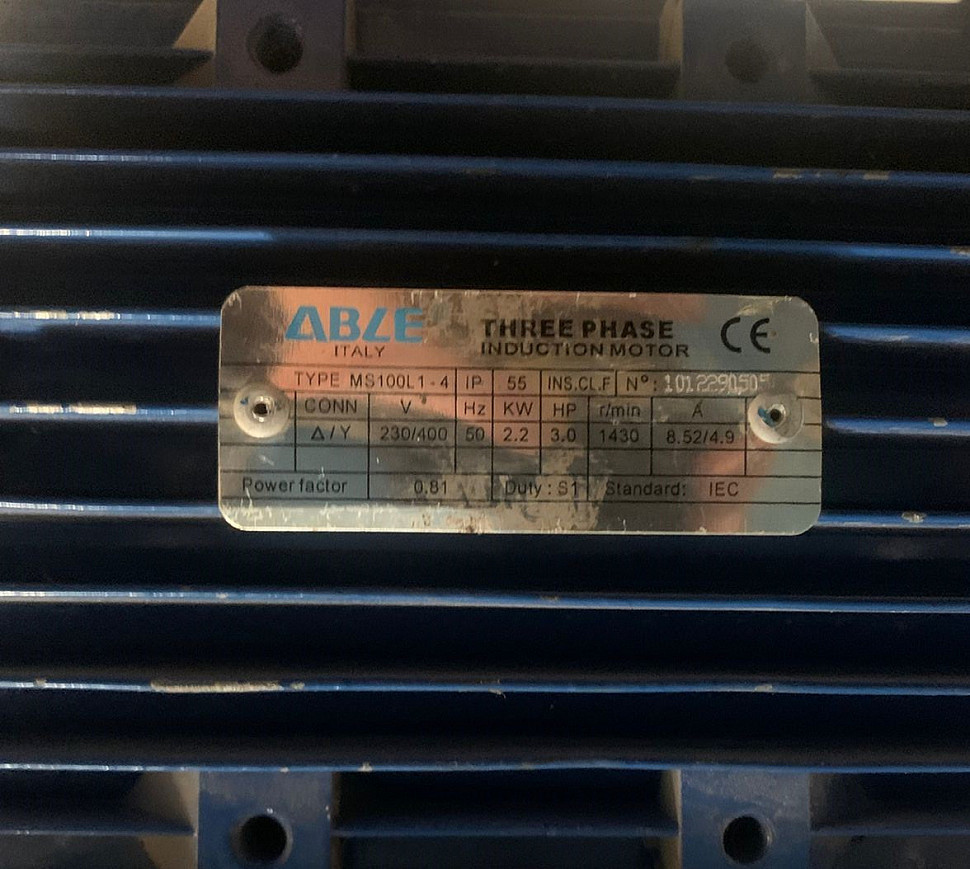 ABLE THREE PHASE CE
ITALY INDUCTION MOTOR
TYPE MS100L1-4 IP 55 INS.CL.F N°: 1012290505
CONN V Hz KW HP r/min A
Δ/Y 230/400 50 2.2 3.0 1430 8.52/4.9
Power factor 0.81 Duty: S1 Standard: IEC